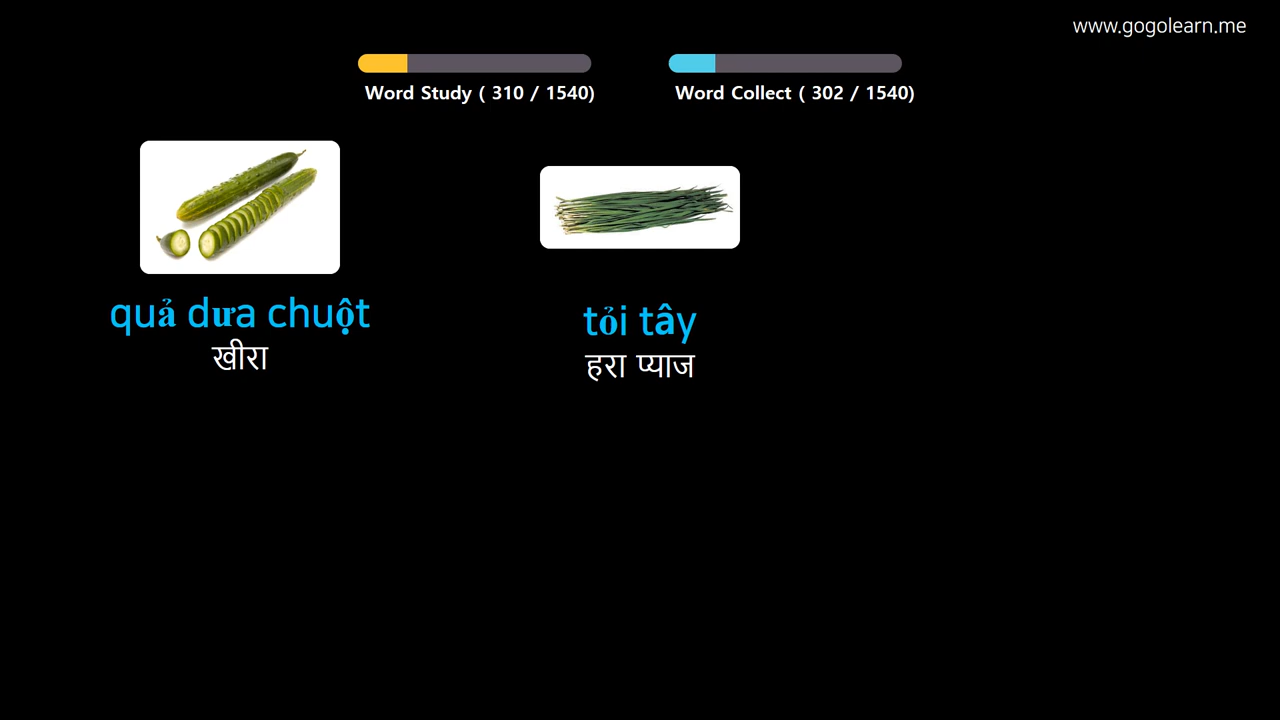 www.gogolearn.me
Word Study ( 310 / 1540)
Word Collect ( 302 / 1540)
quả dưa chuột
खीरा
tỏi tây
हरा प्याज